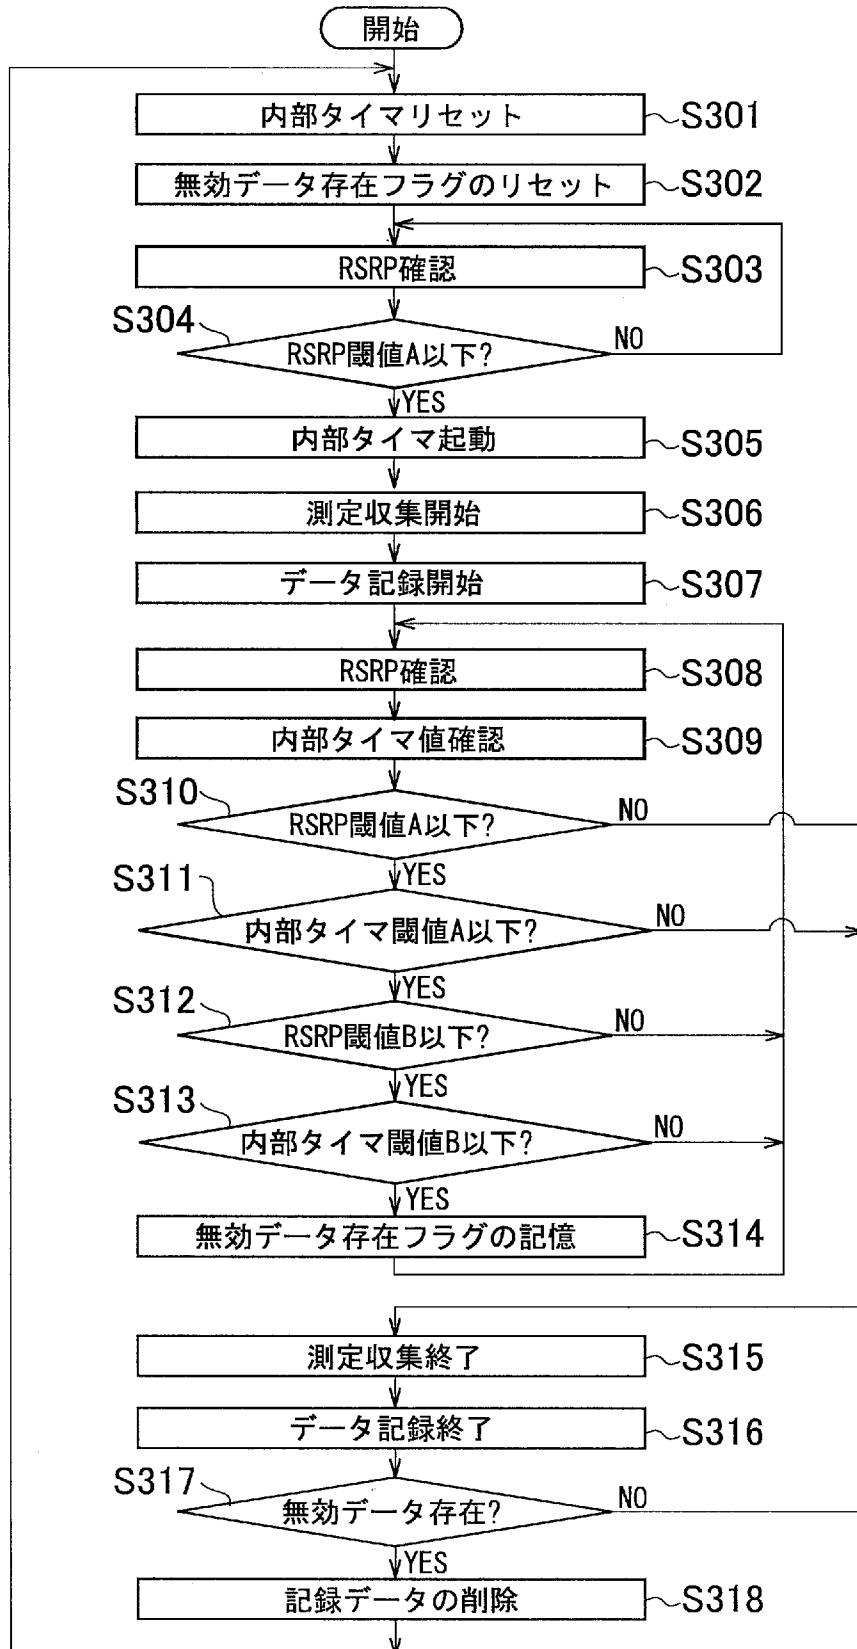 開始
内部タイマリセット S301
無効データ存在フラグのリセット S302
RSRP確認 S303
S304
RSRP閾値A以下? NO
YES
内部タイマ起動 S305
測定収集開始 S306
データ記録開始 S307
RSRP確認 S308
内部タイマ値確認 S309
S310
RSRP閾値A以下? NO
YES
S311
内部タイマ閾値A以下? NO
YES
S312
RSRP閾値B以下? NO
YES
S313
内部タイマ閾値B以下? NO
YES
無効データ存在フラグの記憶 S314
測定収集終了 S315
データ記録終了 S316
S317
無効データ存在? NO
YES
記録データの削除 S318